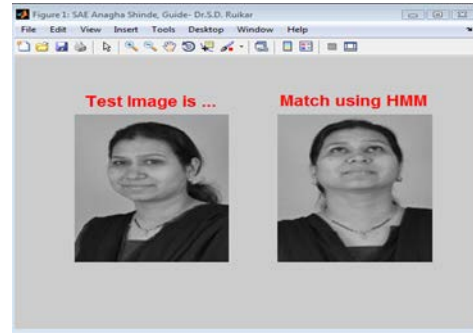 Figure 1: SAE Anagha Shinde, Guide- Dr.S.D. Ruikar
File Edit View Insert Tools Desktop Window Help
Test Image is ... Match using HMM